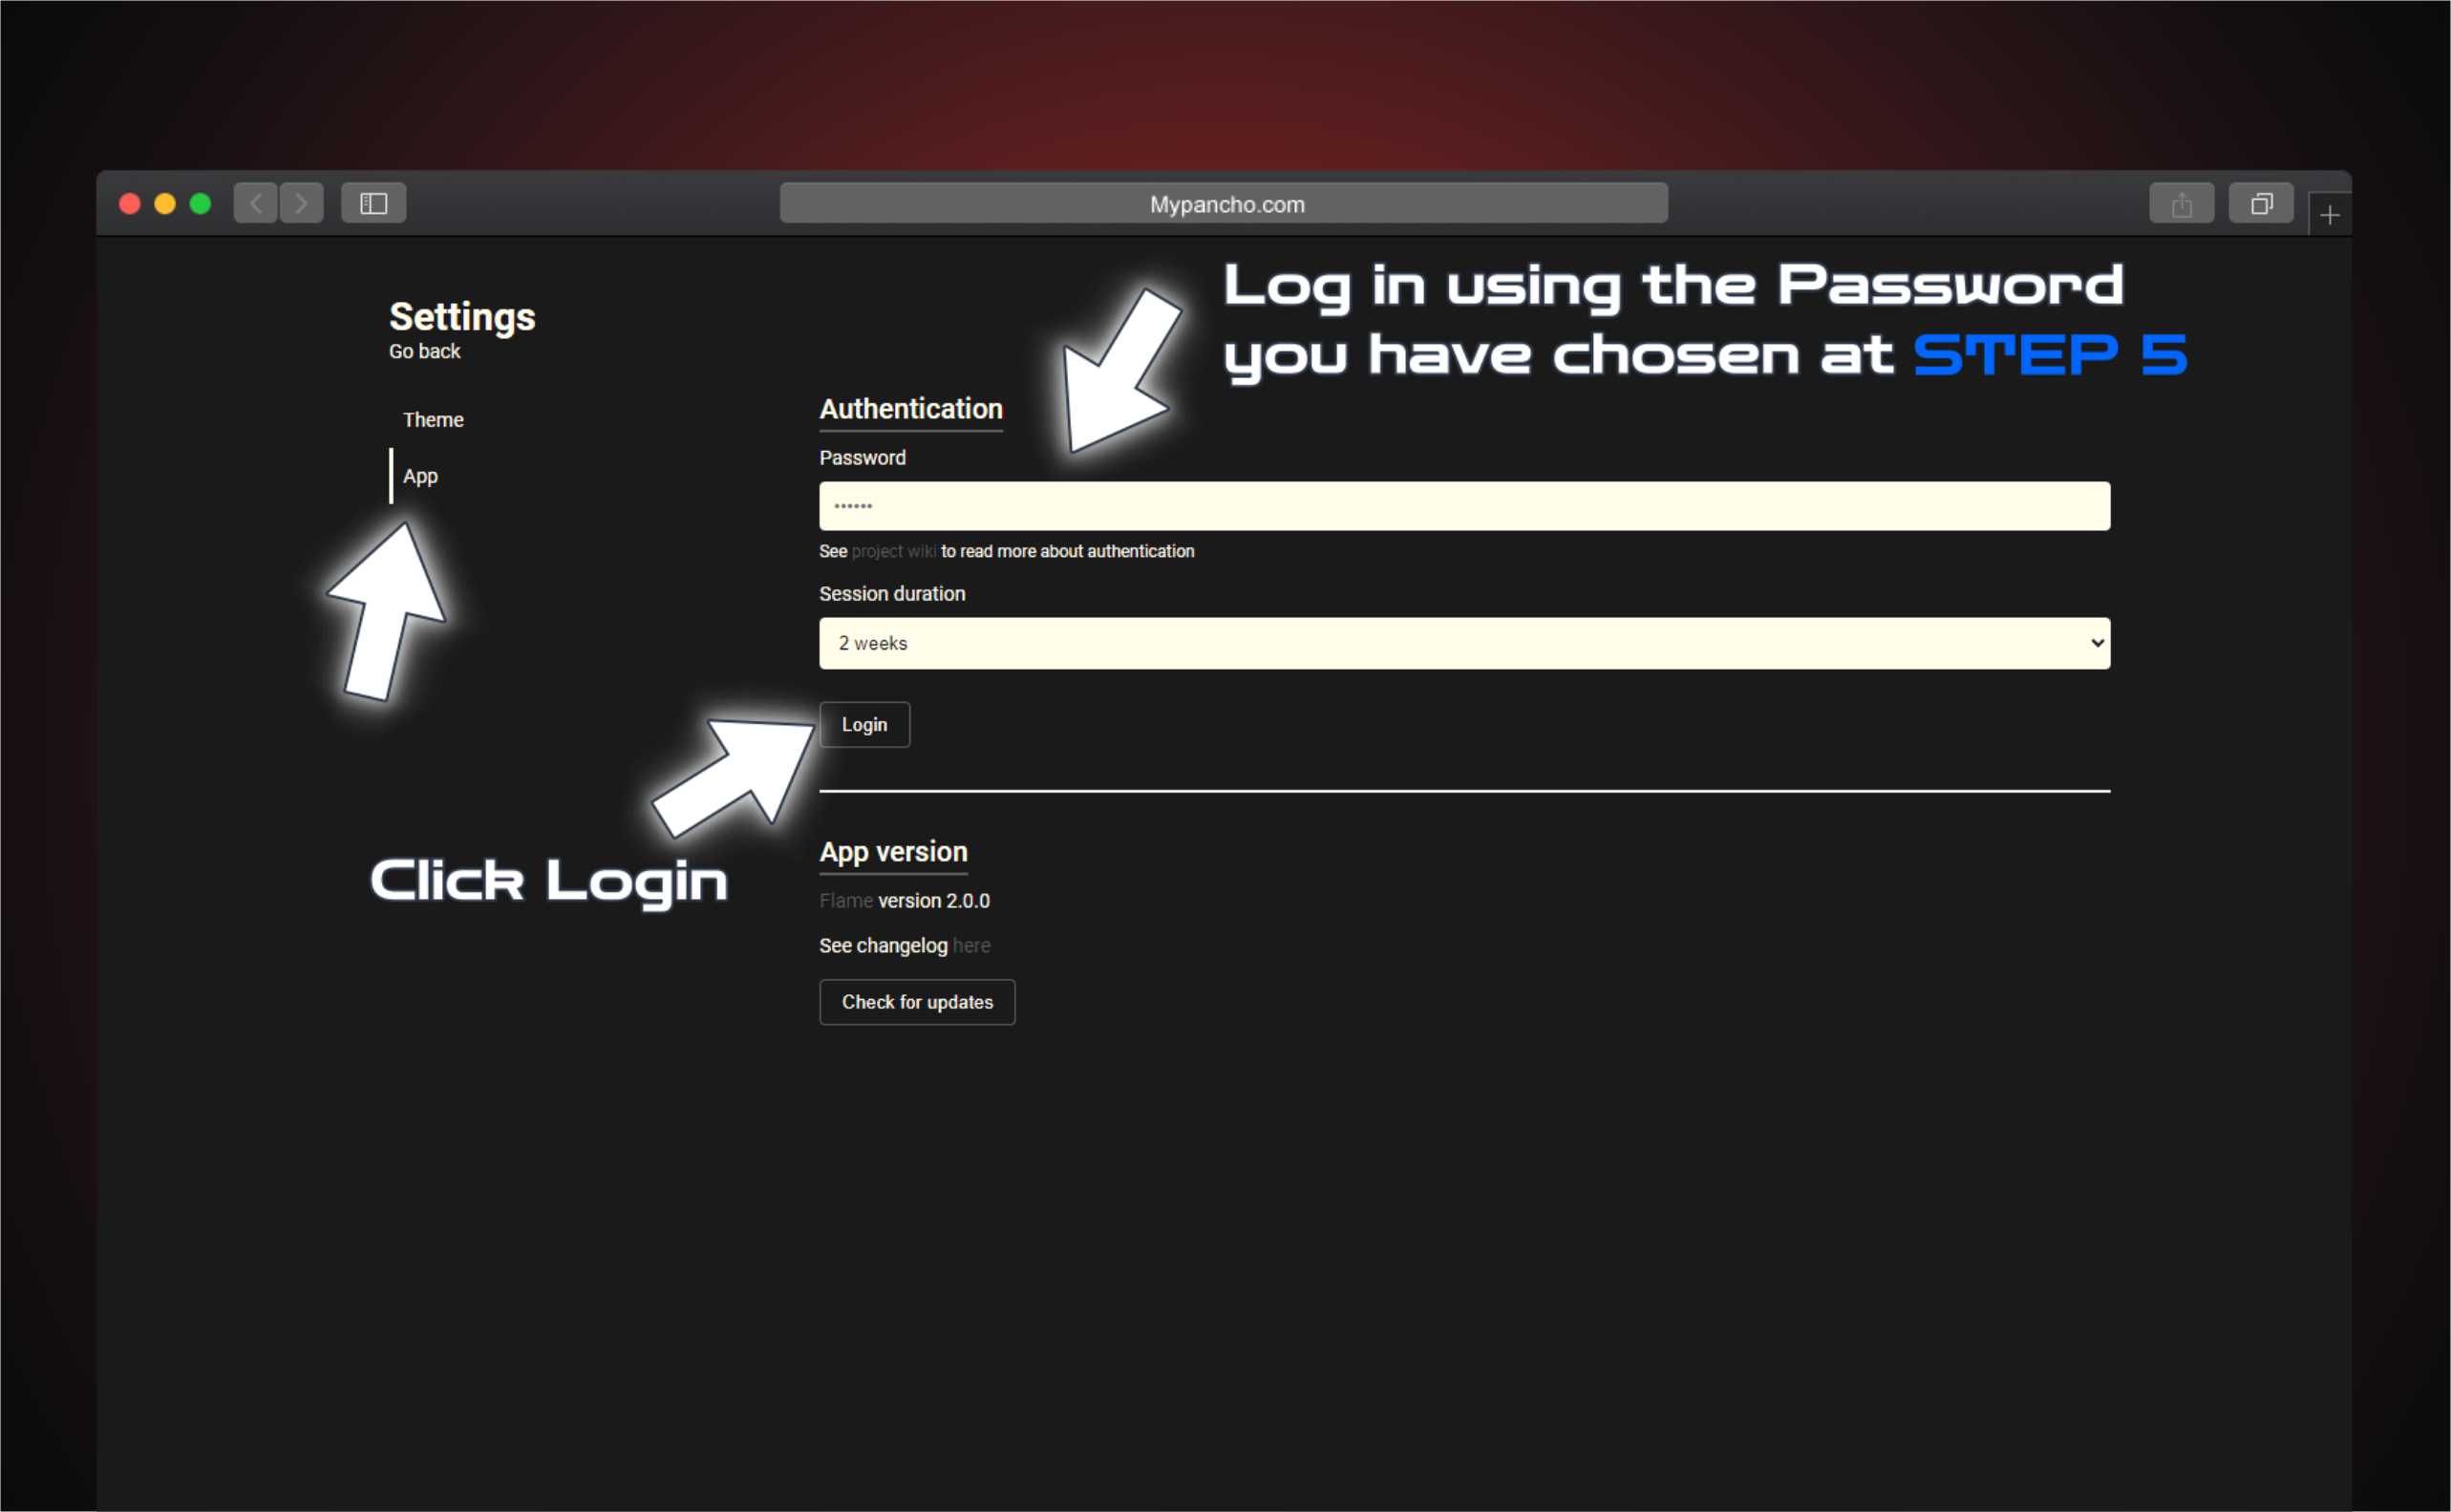 Mypancho.com
Log in using the Password
you have chosen at STEP 5
Settings
Go back
Theme
App
Authentication
Password
••••••
See project wiki to read more about authentication
Session duration
2 weeks
Login
Click Login
App version
Flame version 2.0.0
See changelog here
Check for updates